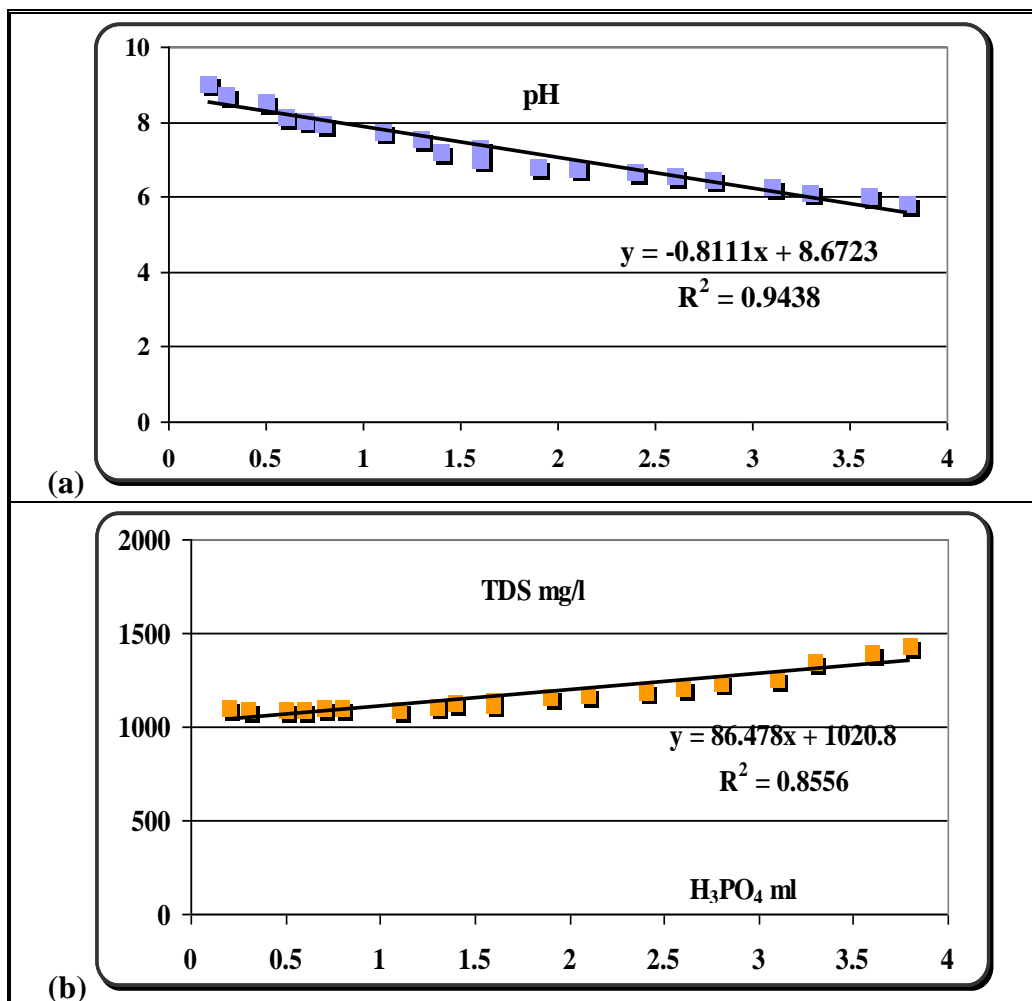 10
8
6
4
2
0
pH
y = -0.8111x + 8.6723
R² = 0.9438
0 0.5 1 1.5 2 2.5 3 3.5 4
(a)
2000
1500
1000
500
0
TDS mg/l
y = 86.478x + 1020.8
R² = 0.8556
H₃PO₄ ml
0 0.5 1 1.5 2 2.5 3 3.5 4
(b)